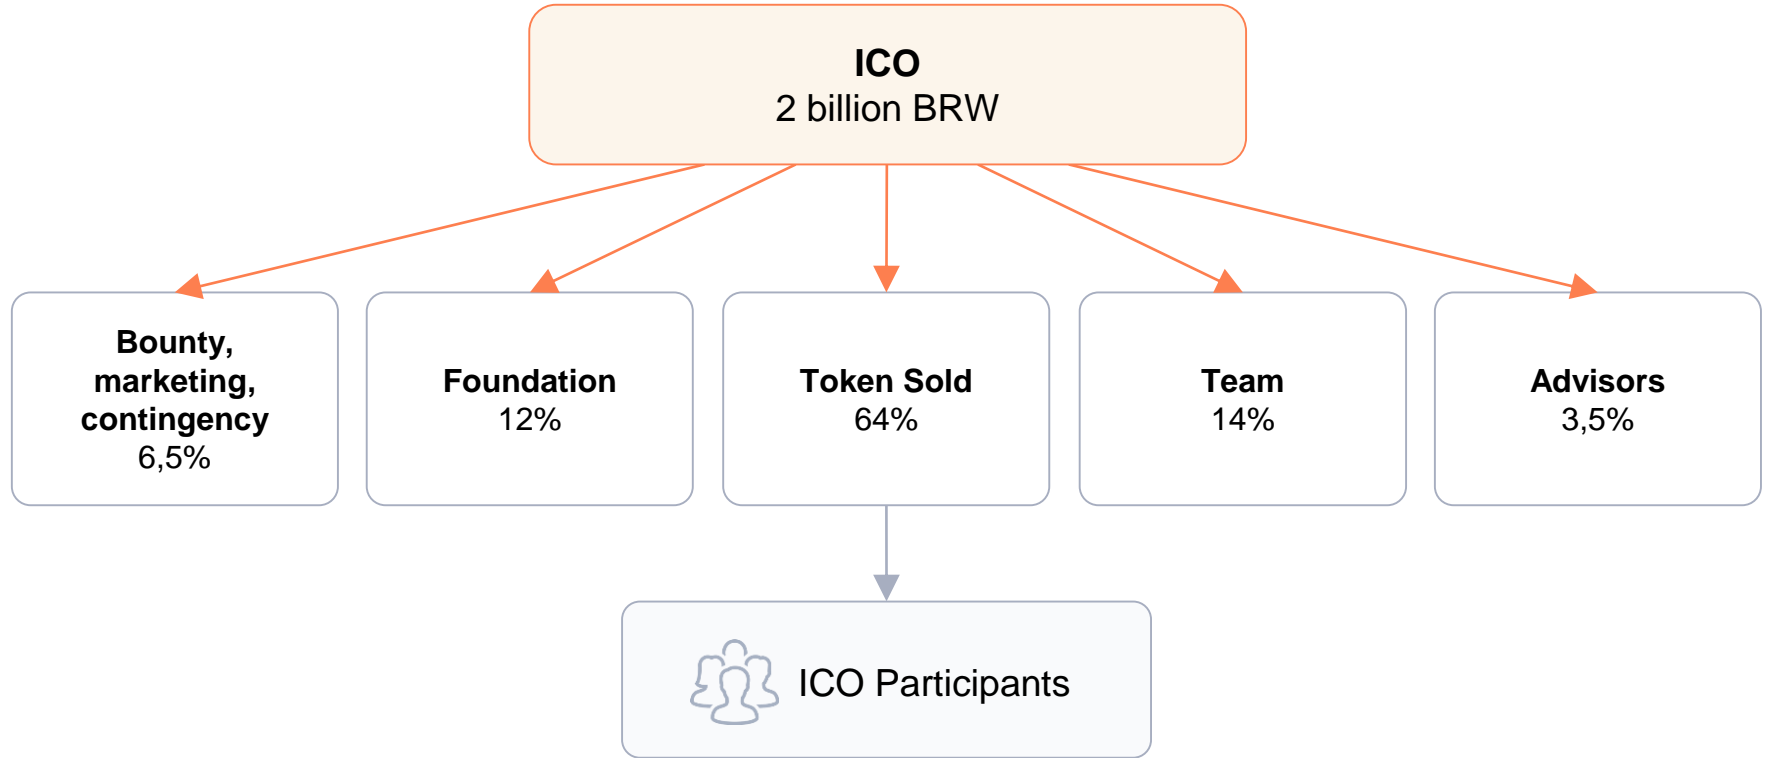 ICO
2 billion BRW
Bounty,
marketing,
contingency
6,5%
Foundation
12%
Token Sold
64%
Team
14%
Advisors
3,5%
ICO Participants